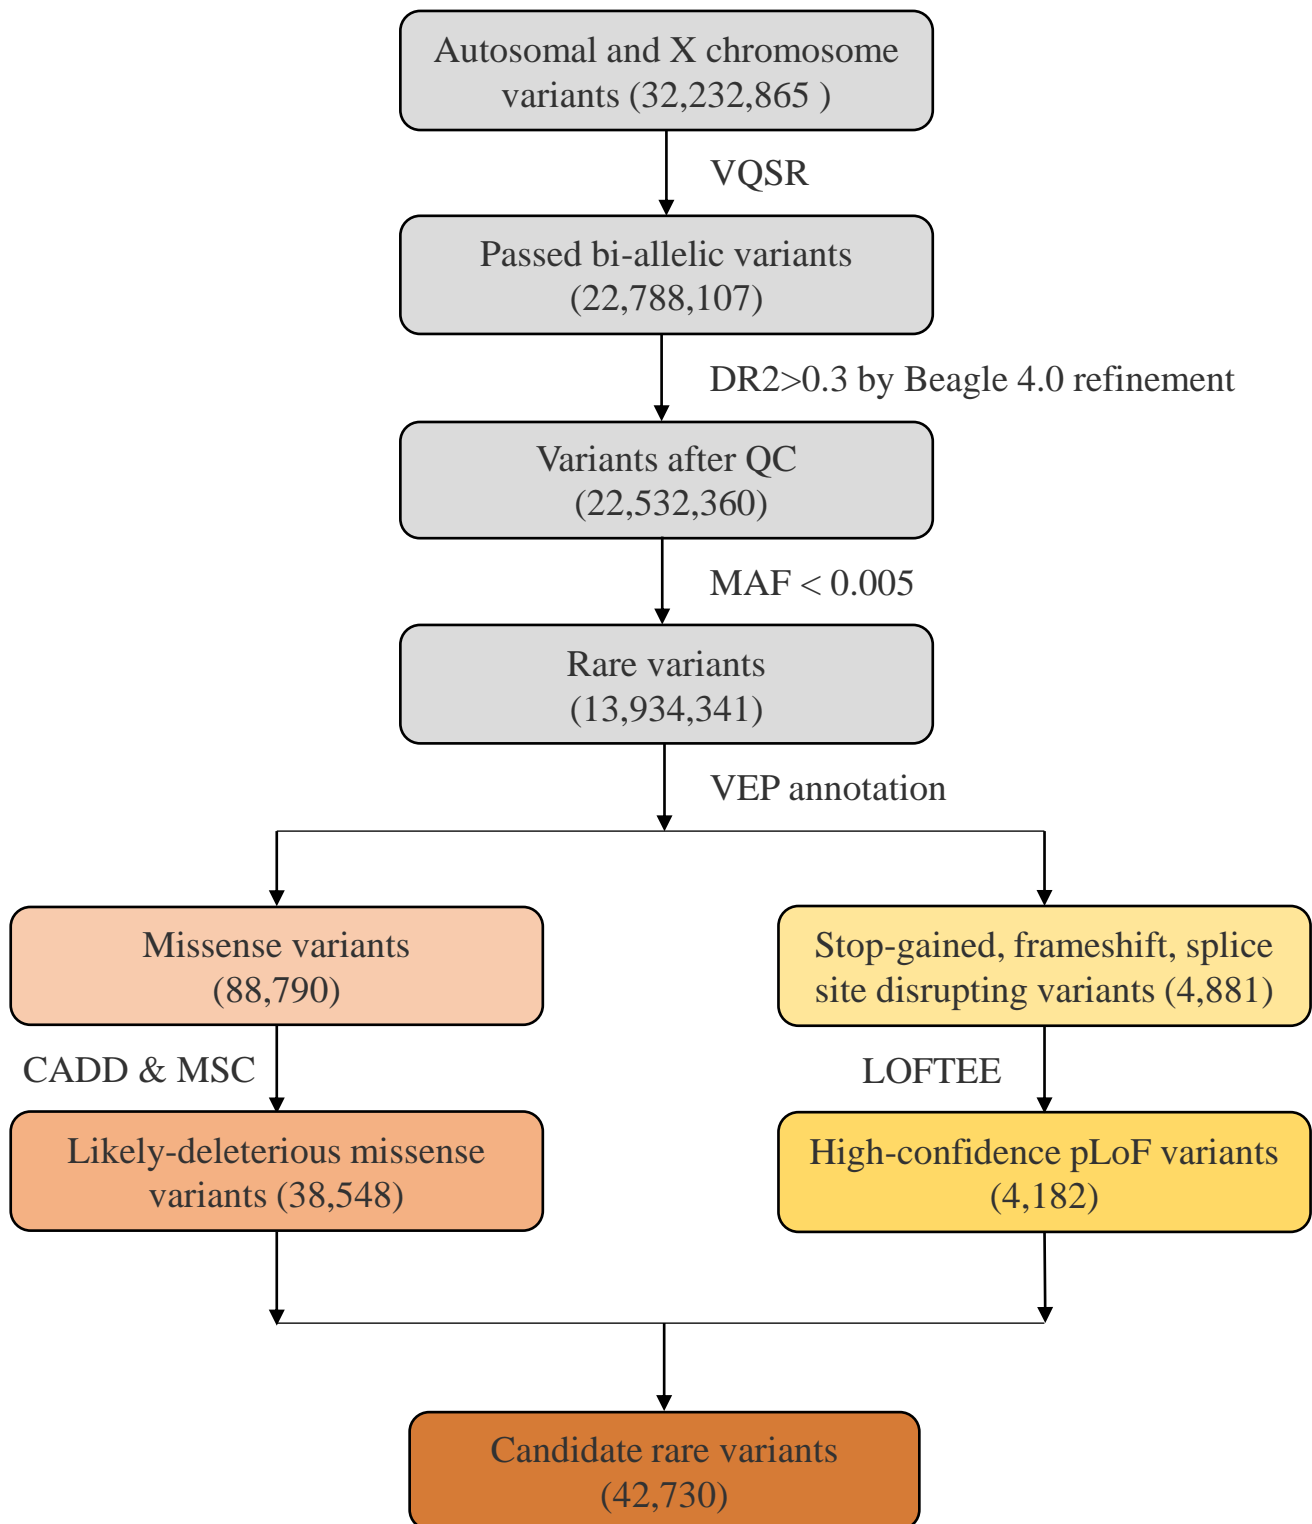 Autosomal and X chromosome
variants (32,232,865 )
VQSR
Passed bi-allelic variants
(22,788,107)
DR2>0.3 by Beagle 4.0 refinement
Variants after QC
(22,532,360)
MAF < 0.005
Rare variants
(13,934,341)
VEP annotation
Missense variants
(88,790)
Stop-gained, frameshift, splice
site disrupting variants (4,881)
CADD & MSC
LOFTEE
Likely-deleterious missense
variants (38,548)
High-confidence pLoF variants
(4,182)
Candidate rare variants
(42,730)